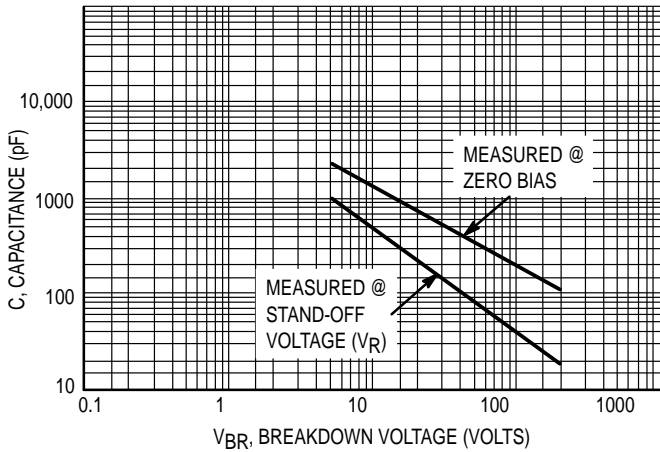 10,000
1000
100
10
0.1
1
10
100
1000
C, CAPACITANCE (pF)
MEASURED @
ZERO BIAS
MEASURED @
STAND-OFF
VOLTAGE (VR)
VBR, BREAKDOWN VOLTAGE (VOLTS)